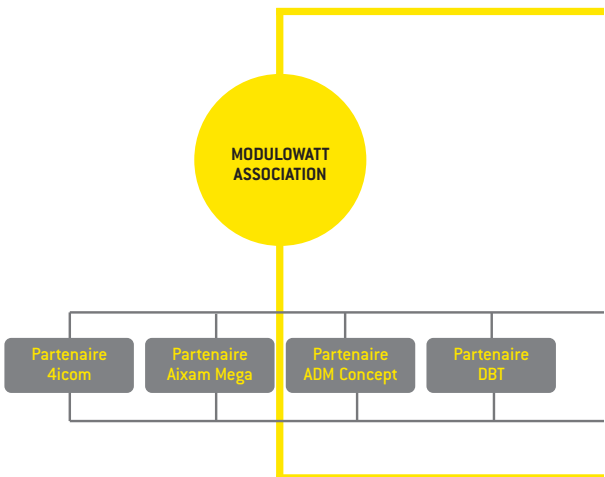 MODULOWATT
ASSOCIATION
Partenaire
4icom
Partenaire
Aixam Mega
Partenaire
ADM Concept
Partenaire
DBT